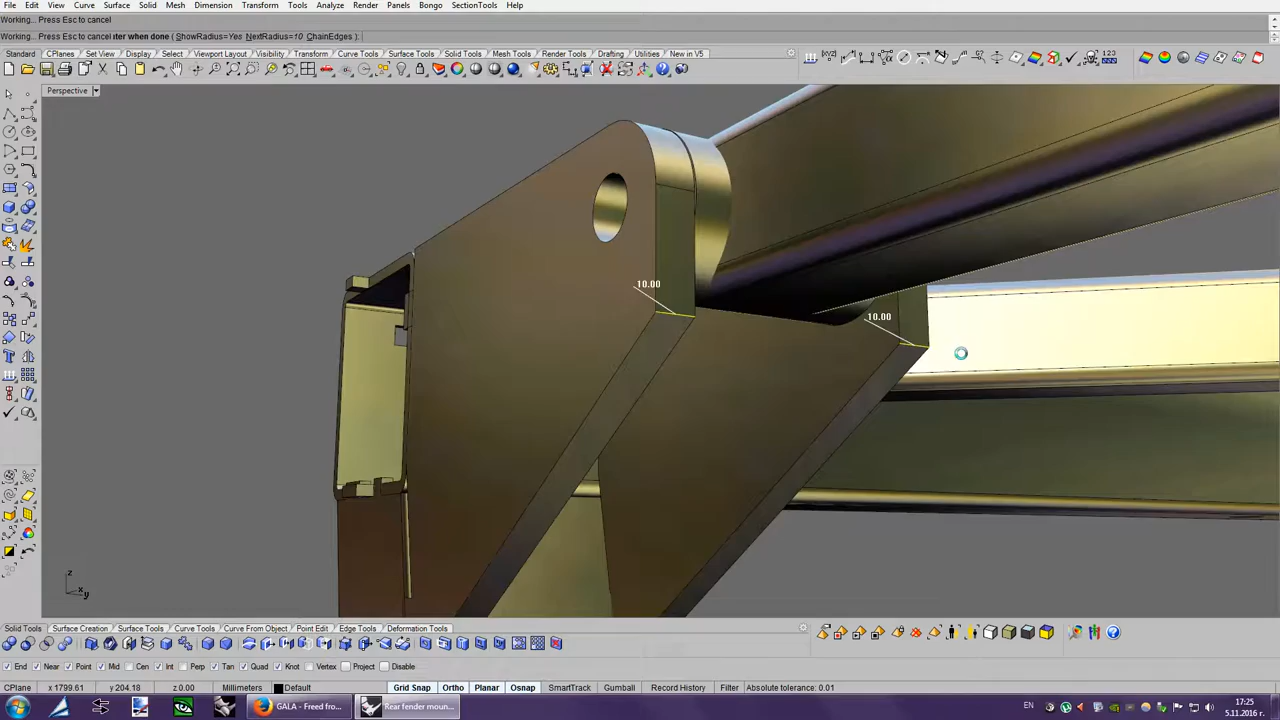 File Edit View Curve Surface Solid Mesh Dimension Transform Tools Analyze Render Panels Bongo SectionTools Help
Working... Press Esc to cancel
Working... Press Esc to cancel iter when done ( ShowRadius=Yes NextRadius=10 ChainEdges ):
Standard CPlanes Set View Display Select Viewport Layout Visibility Transform Curve Tools Surface Tools Solid Tools Mesh Tools Render Tools Drafting Utilities New in V5
Perspective
10.00
10.00
z
x
y
Solid Tools Surface Creation Surface Tools Curve Tools Curve From Object Point Edit Edge Tools Deformation Tools
End Near Point Mid Cen Int Perp Tan Quad Knot Vertex Project Disable
CPlane x 1799.61 y 204.18 z 0.00 Millimeters Default Grid Snap Ortho Planar Osnap SmartTrack Gumball Record History Filter Absolute tolerance: 0.01
GALA - Freed fro... Rear fender moun... EN 17:25
5.11.2016 г.